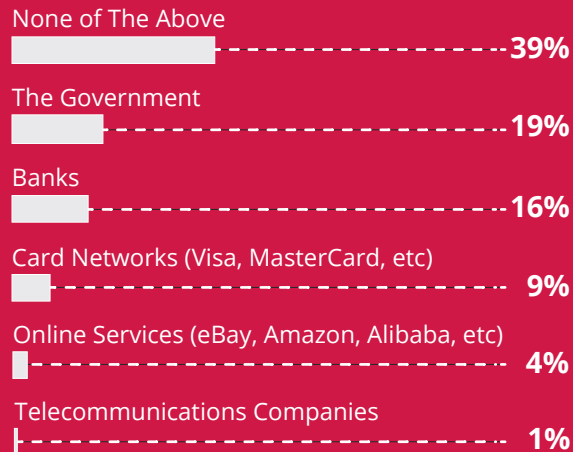 None of The Above
39%
The Government
19%
Banks
16%
Card Networks (Visa, MasterCard, etc)
9%
Online Services (eBay, Amazon, Alibaba, etc)
4%
Telecommunications Companies
1%